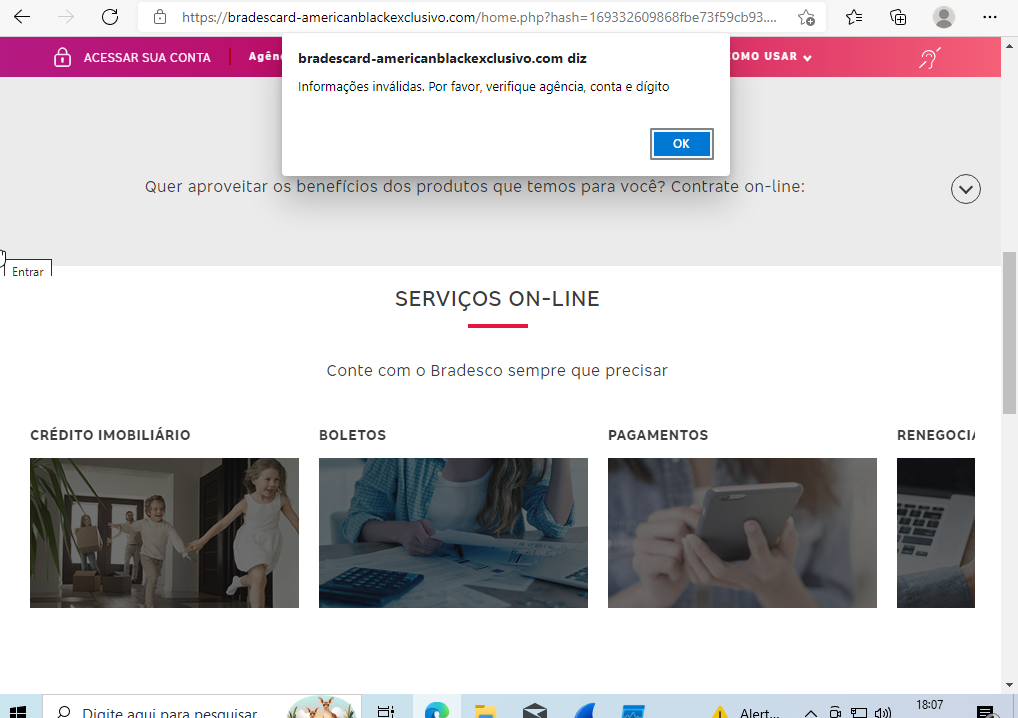 https://bradescard-americanblackexclusivo.com/home.php?hash=169332609868fbe73f59cb93....
ACESSAR SUA CONTA
COMO USAR
bradescard-americanblackexclusivo.com diz
Informações inválidas. Por favor, verifique agência, conta e dígito
OK
Quer aproveitar os benefícios dos produtos que temos para você? Contrate on-line:
Entrar
SERVIÇOS ON-LINE
Conte com o Bradesco sempre que precisar
CRÉDITO IMOBILIÁRIO
BOLETOS
PAGAMENTOS
Digite aqui para pesquisar
Alert...
18:07